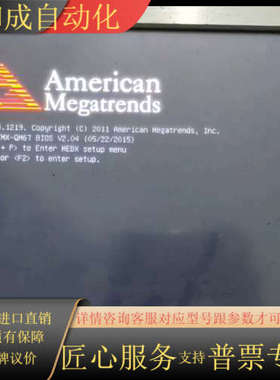 成自动化
American
Megatrends
.1219. Copyright (C) 2011 American Megatrends, Inc.
MX-QM67 BIOS V2.04 (05/22/2015)
+ P> to Enter MEBX setup menu
or <F2> to enter setup.
进口直销
质有保障
牌议价
详情咨询客服对应型号跟参数才可
匠心服务支持 普票专